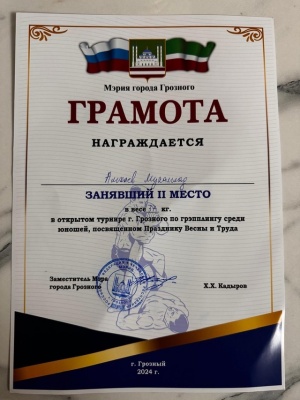 Мэрия города Грозного
ГРАМОТА
НАГРАЖДАЕТСЯ
ЗАНЯВШИЙ II МЕСТО
в весе кг.
в открытом турнире г. Грозного по грэпплингу среди
юношей, посвященном Празднику Весны и Труда
Заместитель Мэра
города Грозного
Х.Х. Кадыров
г. Грозный
2024 г.